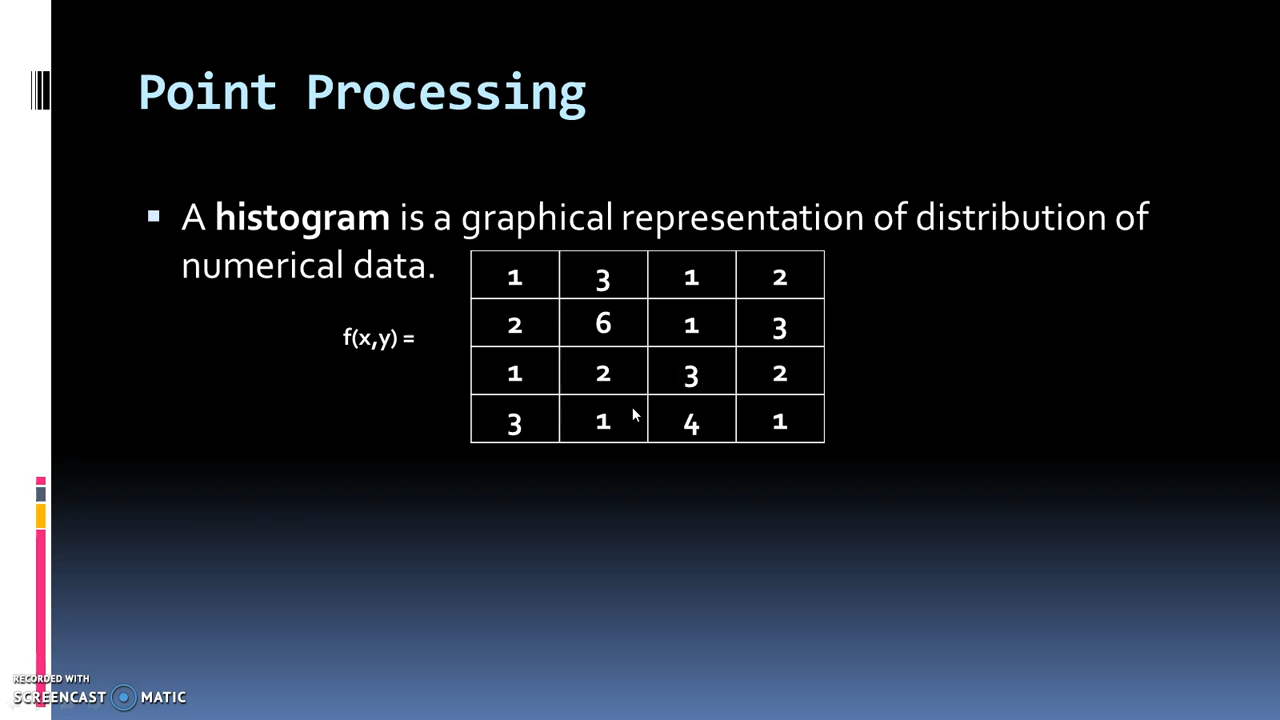 Point Processing
A histogram is a graphical representation of distribution of
numerical data.
f(x,y) =
1 3 1 2
2 6 1 3
1 2 3 2
3 1 4 1
RECORDED WITH
SCREENCAST MATIC